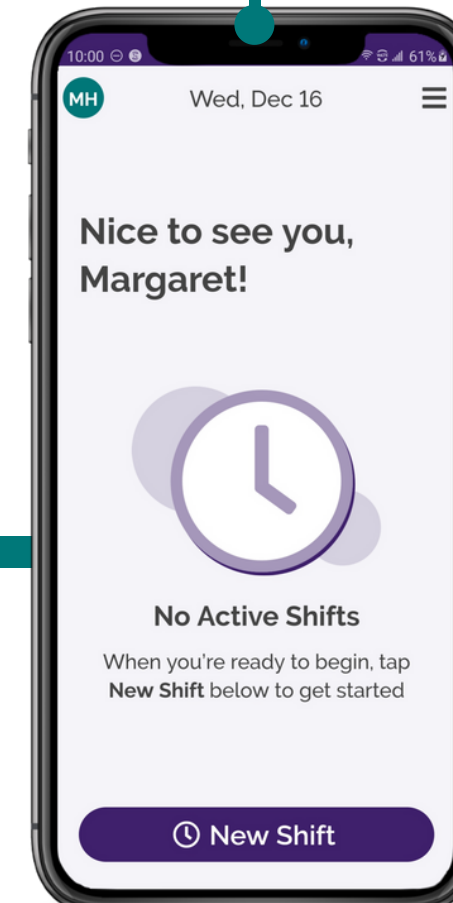 10:00
61%
MH
Wed, Dec 16
Nice to see you,
Margaret!
No Active Shifts
When you're ready to begin, tap
New Shift below to get started
New Shift